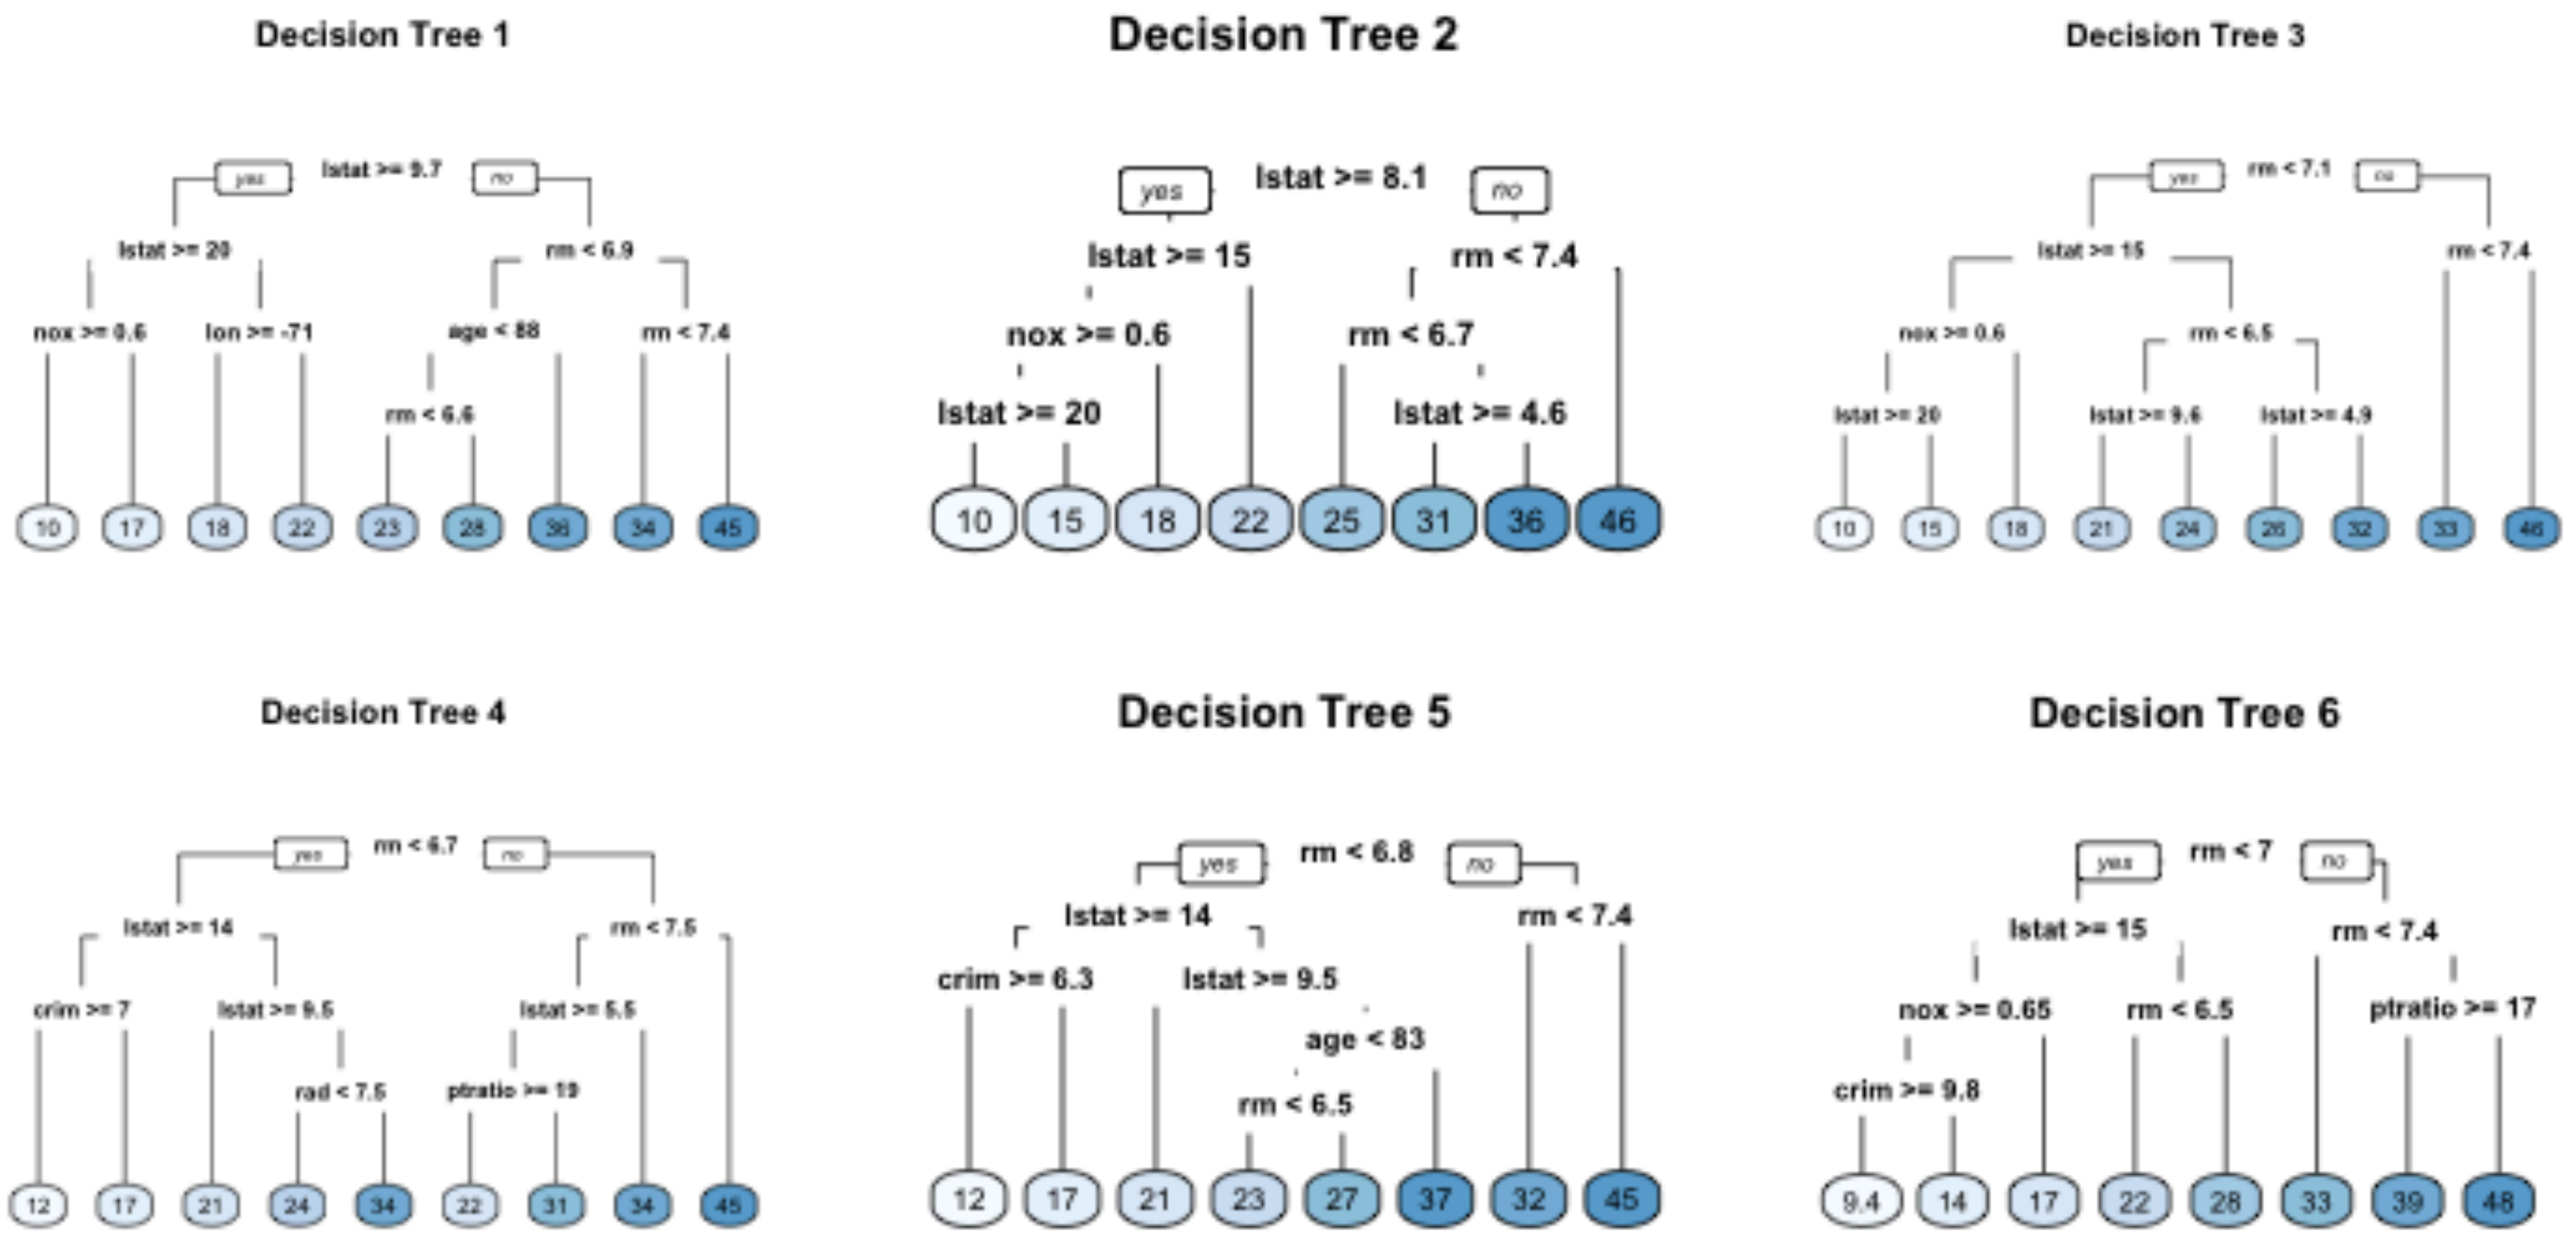 Decision Tree 1
yes lstat >= 9.7 no
lstat >= 20 rm < 6.9
nox >= 0.6 lon >= -71 age < 88 rm < 7.4
rm < 6.6
10 17 18 22 23 28 36 34 45
Decision Tree 2
yes lstat >= 8.1 no
lstat >= 15 rm < 7.4
nox >= 0.6 rm < 6.7
lstat >= 20 lstat >= 4.6
10 15 18 22 25 31 36 46
Decision Tree 3
yes rm < 7.1 no
lstat >= 15 rm < 7.4
nox >= 0.6 rm < 6.5
lstat >= 20 lstat >= 9.6 lstat >= 4.9
10 15 18 21 24 26 32 33 46
Decision Tree 4
yes rm < 6.7 no
lstat >= 14 rm < 7.5
crim >= 7 lstat >= 9.5 lstat >= 5.5
rad < 7.5 ptratio >= 19
12 17 21 24 34 22 31 34 45
Decision Tree 5
yes rm < 6.8 no
lstat >= 14 rm < 7.4
crim >= 6.3 lstat >= 9.5
age < 83
rm < 6.5
12 17 21 23 27 37 32 45
Decision Tree 6
yes rm < 7 no
lstat >= 15 rm < 7.4
nox >= 0.65 rm < 6.5 ptratio >= 17
crim >= 9.8
9.4 14 17 22 28 33 39 48